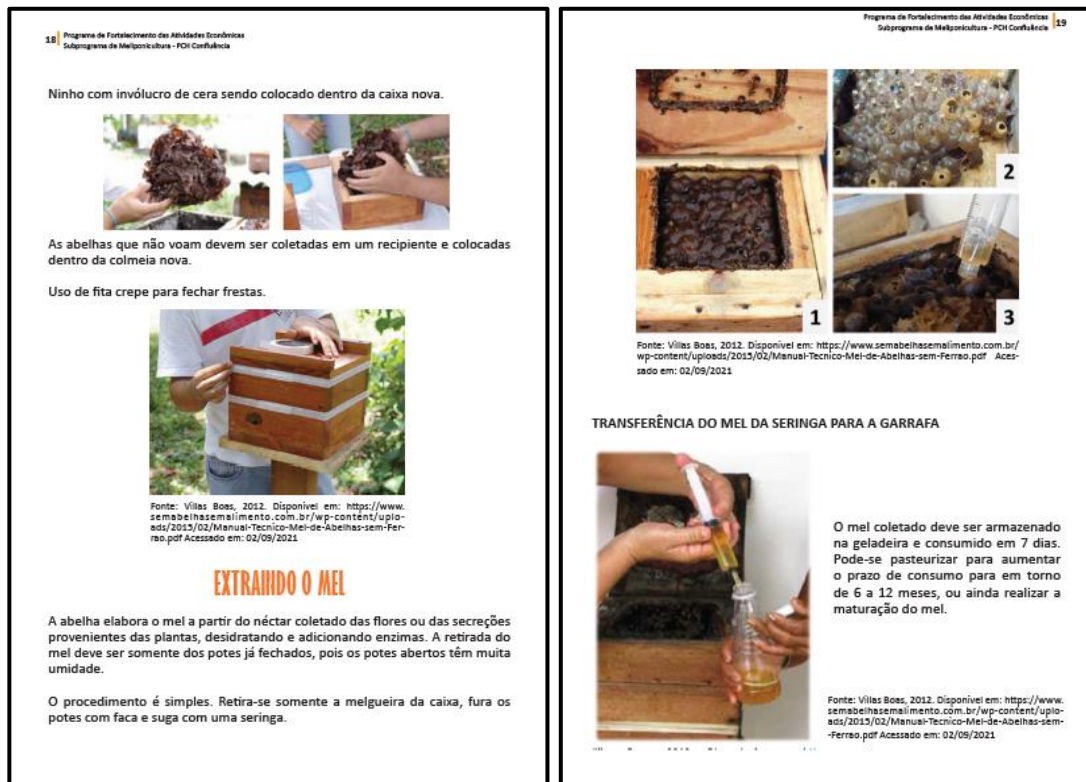 18 Programa de Fortalecimento das Atividades Econômicas
Subprograma de Meliponicultura - PCH Confluência
Ninho com invólucro de cera sendo colocado dentro da caixa nova.
As abelhas que não voam devem ser coletadas em um recipiente e colocadas
dentro da colmeia nova.
Uso de fita crepe para fechar frestas.
Fonte: Villas Boas, 2012. Disponível em: https://www.
semabelhasemalimento.com.br/wp-content/uplo-
ads/2015/02/Manual-Tecnico-Mel-de-Abelhas-sem-Fer-
rao.pdf Acessado em: 02/09/2021
EXTRAINDO O MEL
A abelha elabora o mel a partir do néctar coletado das flores ou das secreções
provenientes das plantas, desidratando e adicionando enzimas. A retirada do
mel deve ser somente dos potes já fechados, pois os potes abertos têm muita
umidade.
O procedimento é simples. Retira-se somente a melgueira da caixa, fura os
potes com faca e suga com uma seringa.
Programa de Fortalecimento das Atividades Econômicas 19
Subprograma de Meliponicultura - PCH Confluência
1
2
3
Fonte: Villas Boas, 2012. Disponível em: https://www.semabelhasemalimento.com.br/
wp-content/uploads/2015/02/Manual-Tecnico-Mel-de-Abelhas-sem-Ferrao.pdf Aces-
sado em: 02/09/2021
TRANSFERÊNCIA DO MEL DA SERINGA PARA A GARRAFA
O mel coletado deve ser armazenado
na geladeira e consumido em 7 dias.
Pode-se pasteurizar para aumentar
o prazo de consumo para em torno
de 6 a 12 meses, ou ainda realizar a
maturação do mel.
Fonte: Villas Boas, 2012. Disponível em: https://www.
semabelhasemalimento.com.br/wp-content/uplo-
ads/2015/02/Manual-Tecnico-Mel-de-Abelhas-sem-
-Ferrao.pdf Acessado em: 02/09/2021